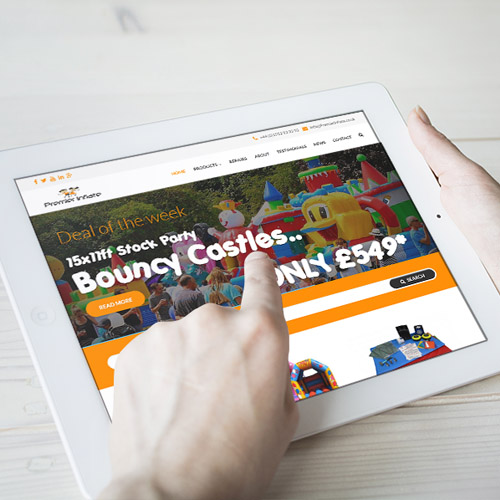 HOME PRODUCTS REPAIRS ABOUT TESTIMONIALS NEWS CONTACT
Premier Inflate
Deal of the week
15x11ft Stock Party
Bouncy Castles..
ONLY £549*
READ MORE
SEARCH